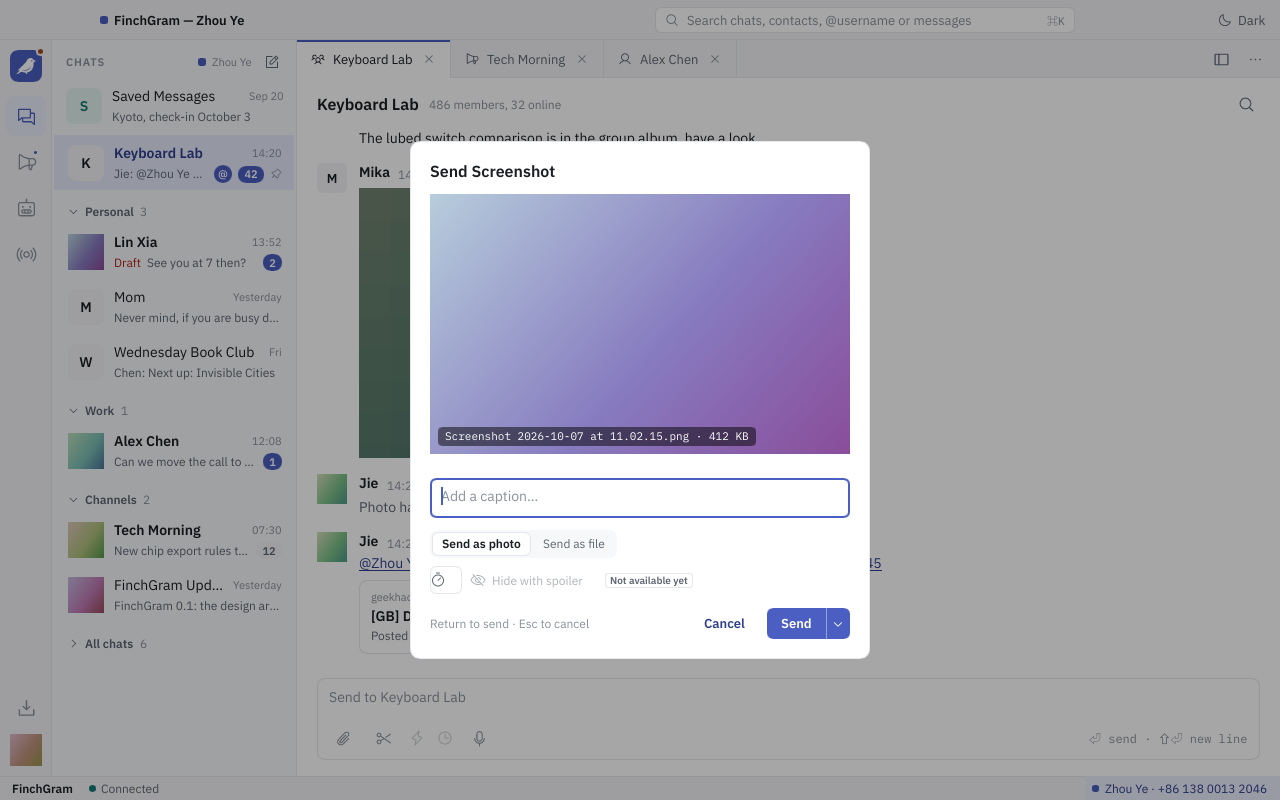 FinchGram — Zhou Ye
Search chats, contacts, @username or messages
⌘K
Dark
CHATS
Zhou Ye
S
Saved Messages
Sep 20
Kyoto, check-in October 3
K
Keyboard Lab
14:20
Jie: @Zhou Ye ...
@
42
Personal 3
Lin Xia
13:52
Draft See you at 7 then?
2
M
Mom
Yesterday
Never mind, if you are busy d...
W
Wednesday Book Club
Fri
Chen: Next up: Invisible Cities
Work 1
Alex Chen
12:08
Can we move the call to ...
1
Channels 2
Tech Morning
07:30
New chip export rules t...
12
FinchGram Upd...
Yesterday
FinchGram 0.1: the design ar...
All chats 6
Keyboard Lab
Tech Morning
Alex Chen
Keyboard Lab
486 members, 32 online
The lubed switch comparison is in the group album, have a look
M
Mika
Jie
Photo
Jie
@Zhou
[GB]
Posted
Send Screenshot
Screenshot 2026-10-07 at 11.02.15.png · 412 KB
Add a caption...
Send as photo
Send as file
Hide with spoiler
Not available yet
Return to send · Esc to cancel
Cancel
Send
Send to Keyboard Lab
⏎ send · ⇧⏎ new line
FinchGram
Connected
Zhou Ye · +86 138 0013 2046